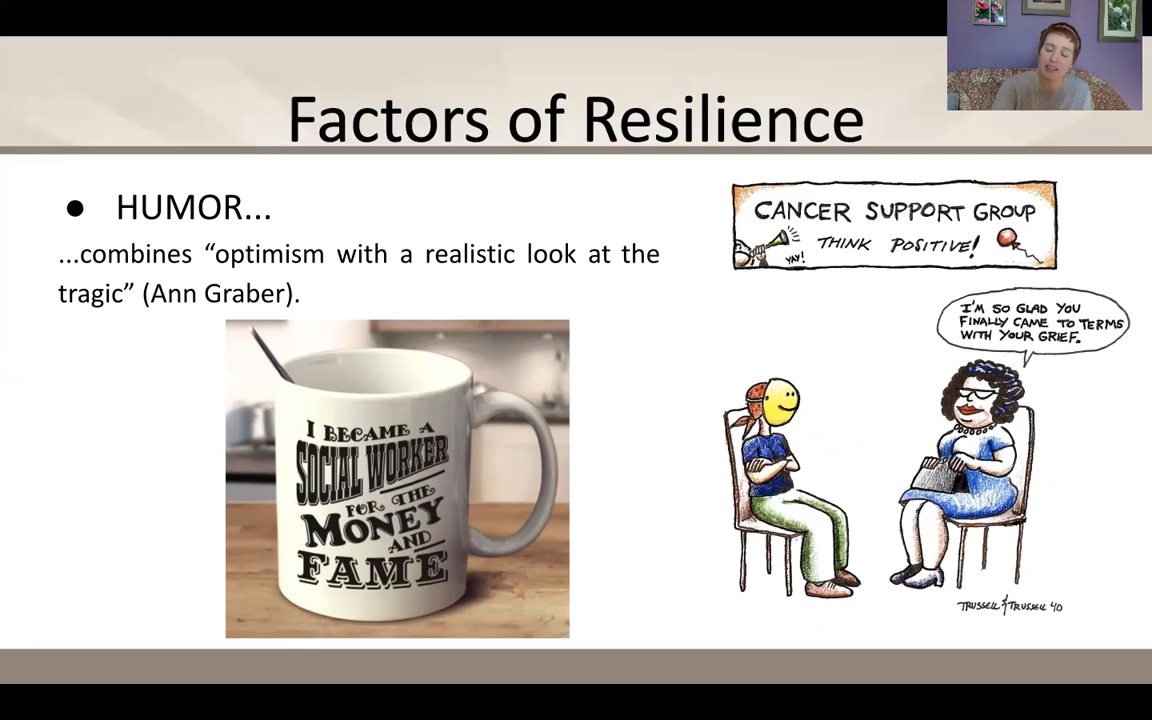 Factors of Resilience
● HUMOR...
...combines “optimism with a realistic look at the
tragic” (Ann Graber).
I BECAME A
SOCIAL WORKER
FOR THE
MONEY
AND
FAME
CANCER SUPPORT GROUP
THINK POSITIVE!
YAY!
I'M SO GLAD YOU
FINALLY CAME TO TERMS
WITH YOUR GRIEF.
TRUSSELL & TRUSSELL '10